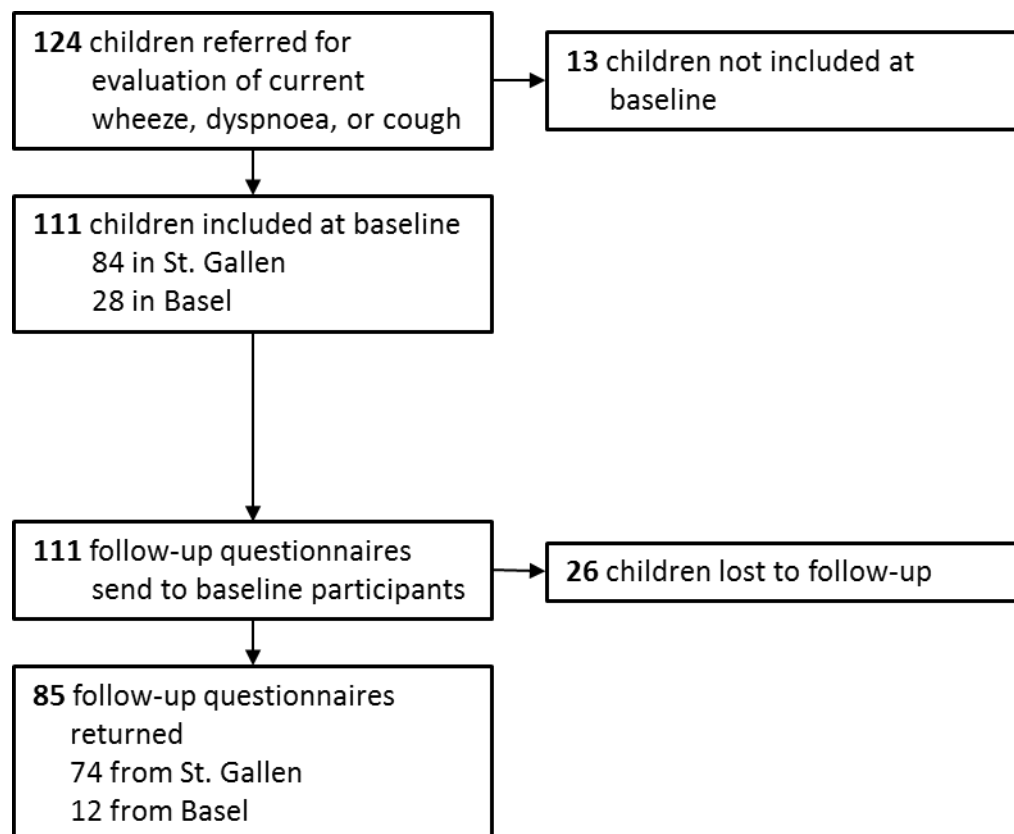 124 children referred for
evaluation of current
wheeze, dyspnoea, or cough
13 children not included at
baseline
111 children included at baseline
84 in St. Gallen
28 in Basel
111 follow-up questionnaires
send to baseline participants
26 children lost to follow-up
85 follow-up questionnaires
returned
74 from St. Gallen
12 from Basel